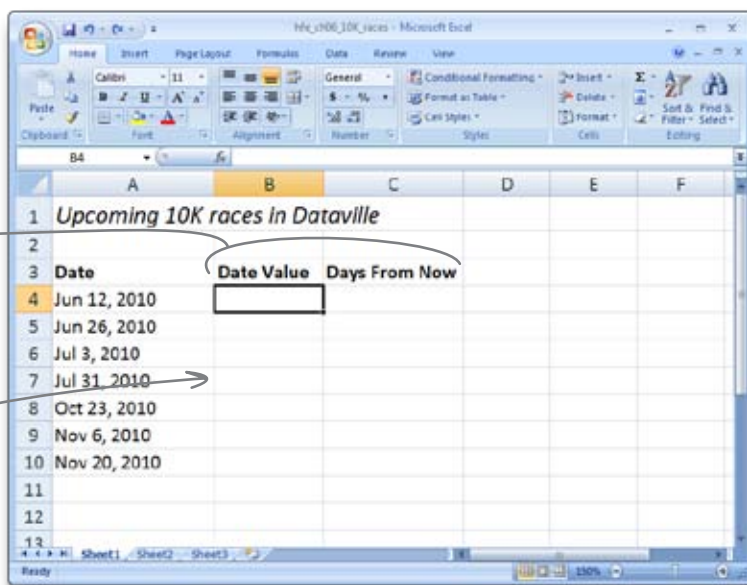 hfe_ch06_10K_races - Microsoft Excel
Home Insert Page Layout Formulas Data Review View
Calibri 11 General Conditional Formatting Insert
Paste B I U A A $ % , Format as Table Delete Sort & Find &
Cell Styles Format Filter Select
Clipboard Font Alignment Number Styles Cells Editing
B4 fx
A B C D E F
1 Upcoming 10K races in Dataville
2
3 Date Date Value Days From Now
4 Jun 12, 2010
5 Jun 26, 2010
6 Jul 3, 2010
7 Jul 31, 2010
8 Oct 23, 2010
9 Nov 6, 2010
10 Nov 20, 2010
11
12
13
Sheet1 Sheet2 Sheet3
Ready 150%